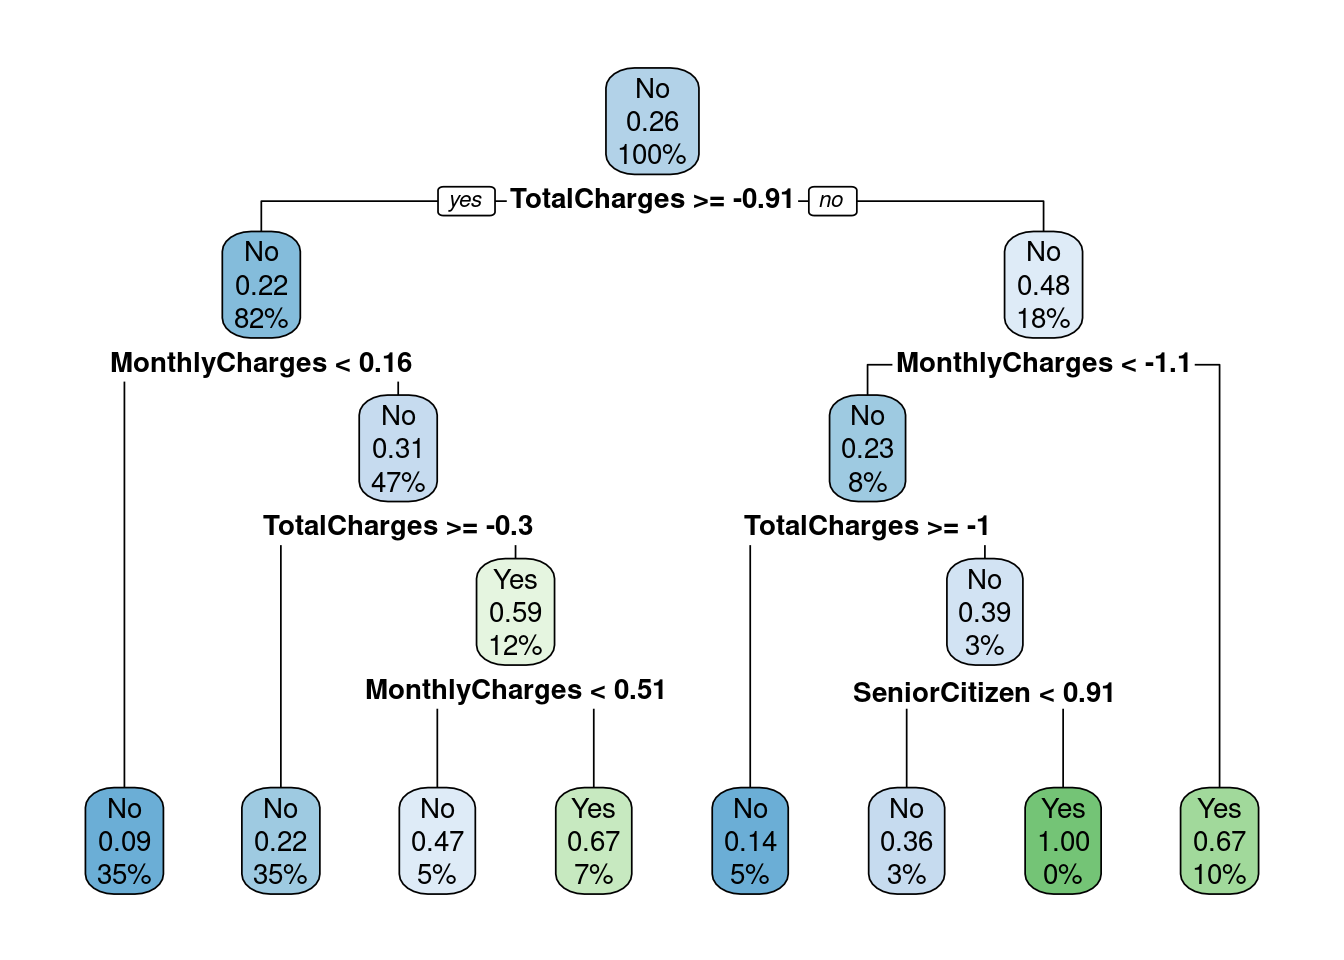 No
0.26
100%
yes TotalCharges >= -0.91 no
No
0.22
82%
No
0.48
18%
MonthlyCharges < 0.16
MonthlyCharges < -1.1
No
0.31
47%
No
0.23
8%
TotalCharges >= -0.3
TotalCharges >= -1
Yes
0.59
12%
No
0.39
3%
MonthlyCharges < 0.51
SeniorCitizen < 0.91
No
0.09
35%
No
0.22
35%
No
0.47
5%
Yes
0.67
7%
No
0.14
5%
No
0.36
3%
Yes
1.00
0%
Yes
0.67
10%